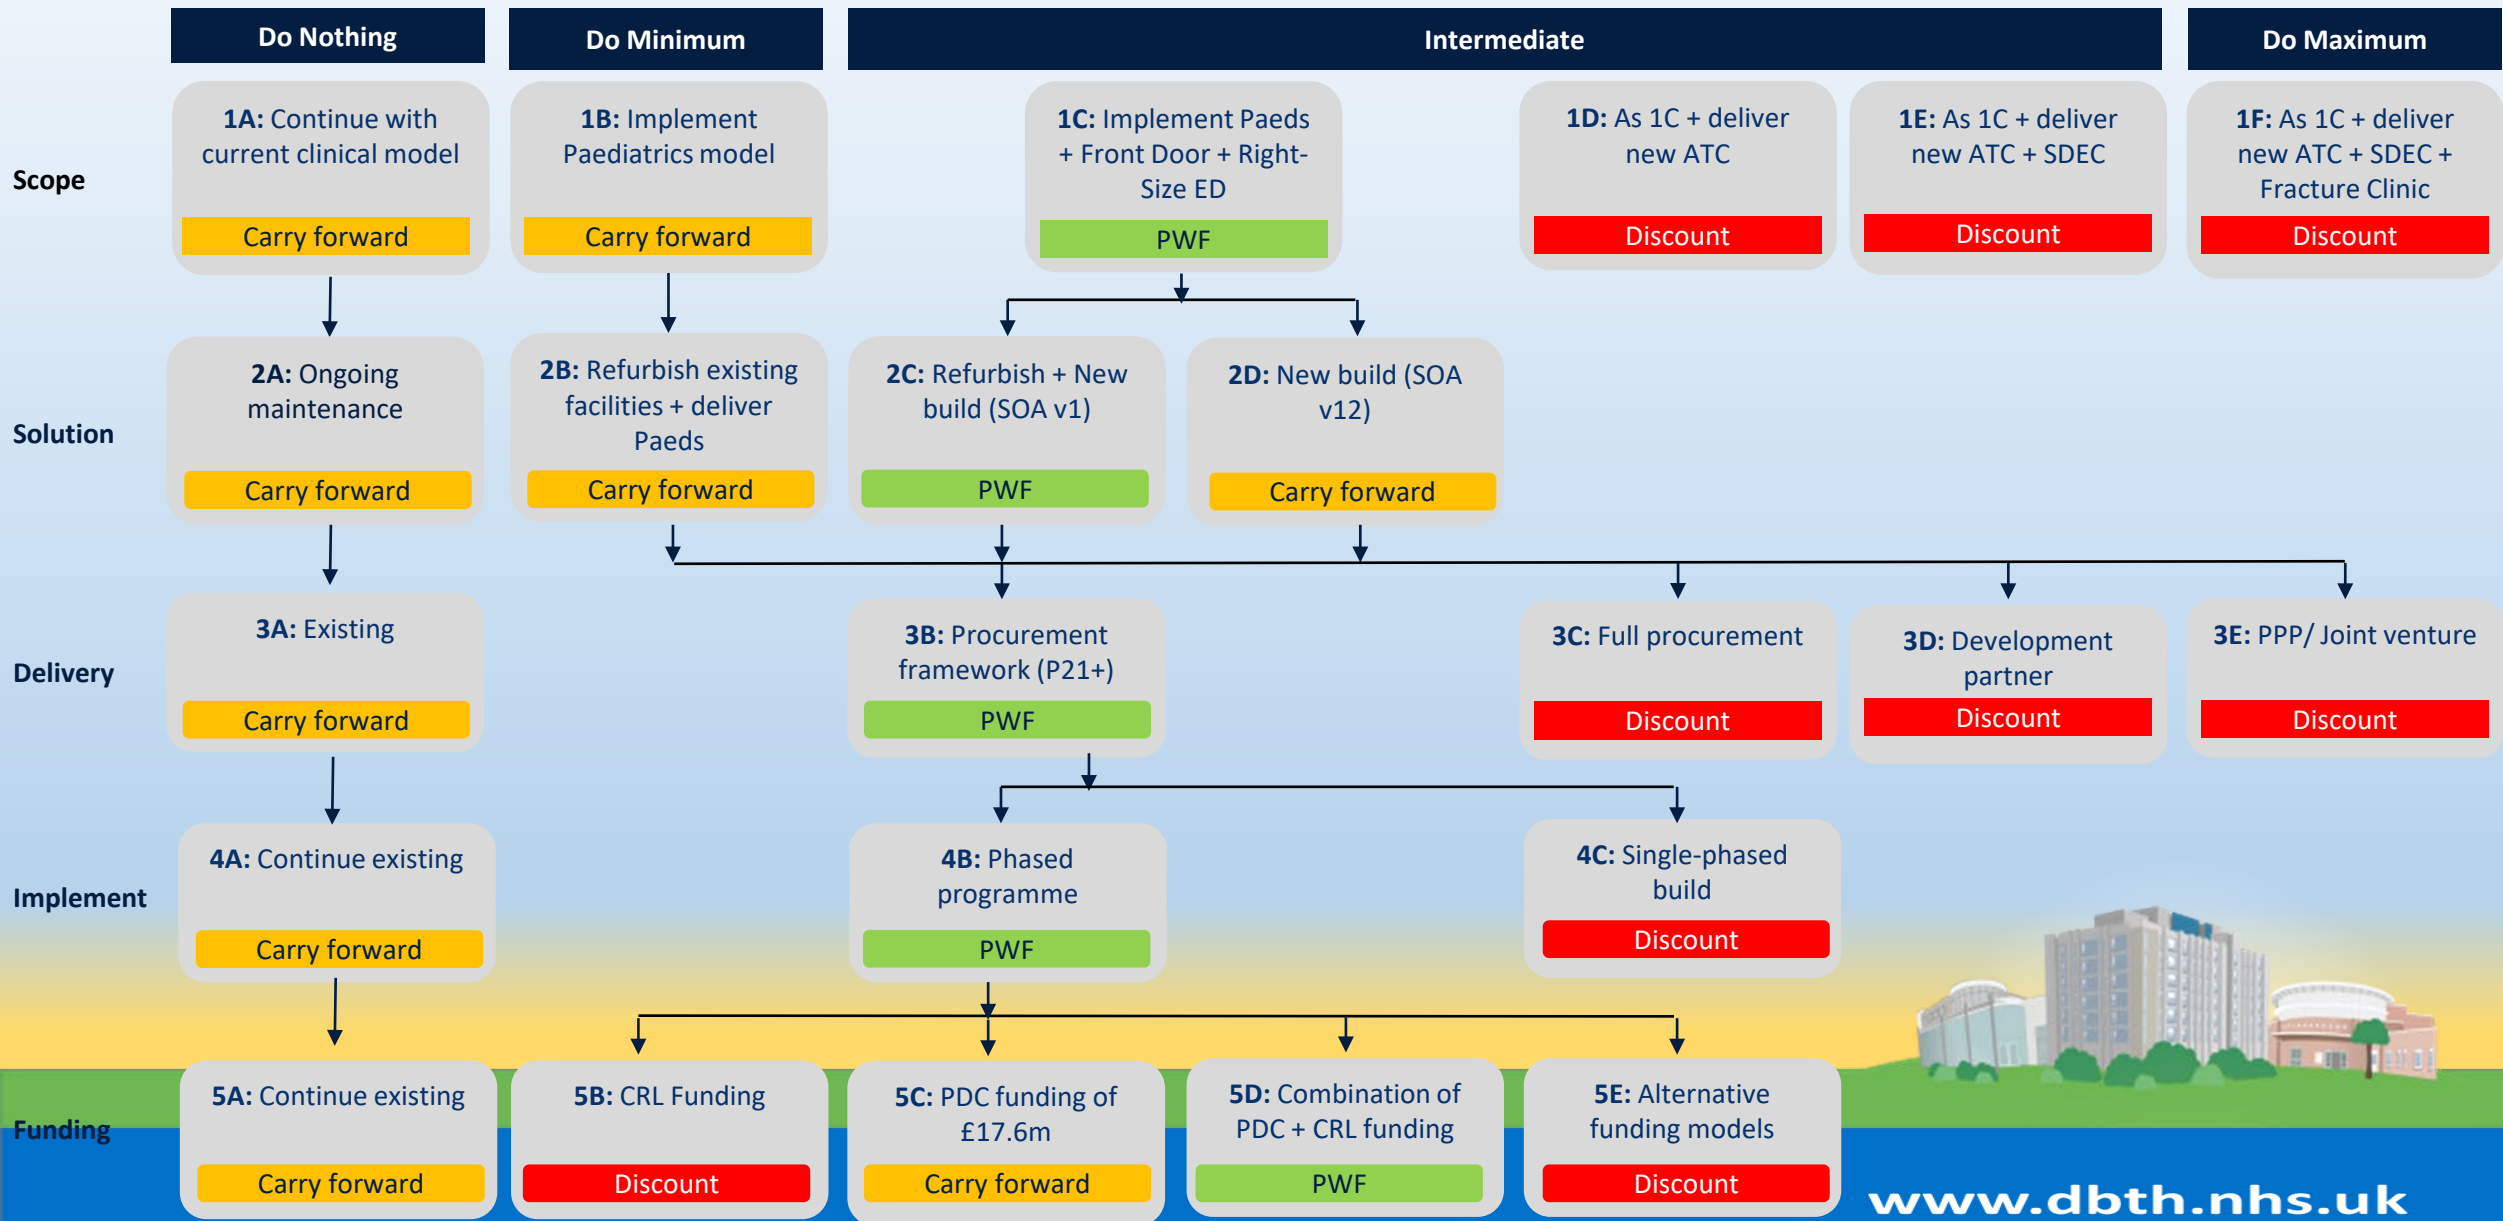 Do Nothing
Do Minimum
Intermediate
Do Maximum
Scope
1A: Continue with
current clinical model
Carry forward
1B: Implement
Paediatrics model
Carry forward
1C: Implement Paeds
+ Front Door + Right-
Size ED
PWF
1D: As 1C + deliver
new ATC
Discount
1E: As 1C + deliver
new ATC + SDEC
Discount
1F: As 1C + deliver
new ATC + SDEC +
Fracture Clinic
Discount
Solution
2A: Ongoing
maintenance
Carry forward
2B: Refurbish existing
facilities + deliver
Paeds
Carry forward
2C: Refurbish + New
build (SOA v1)
PWF
2D: New build (SOA
v12)
Carry forward
Delivery
3A: Existing
Carry forward
3B: Procurement
framework (P21+)
PWF
3C: Full procurement
Discount
3D: Development
partner
Discount
3E: PPP/ Joint venture
Discount
Implement
4A: Continue existing
Carry forward
4B: Phased
programme
PWF
4C: Single-phased
build
Discount
Funding
5A: Continue existing
Carry forward
5B: CRL Funding
Discount
5C: PDC funding of
£17.6m
Carry forward
5D: Combination of
PDC + CRL funding
PWF
5E: Alternative
funding models
Discount
www.dbth.nhs.uk